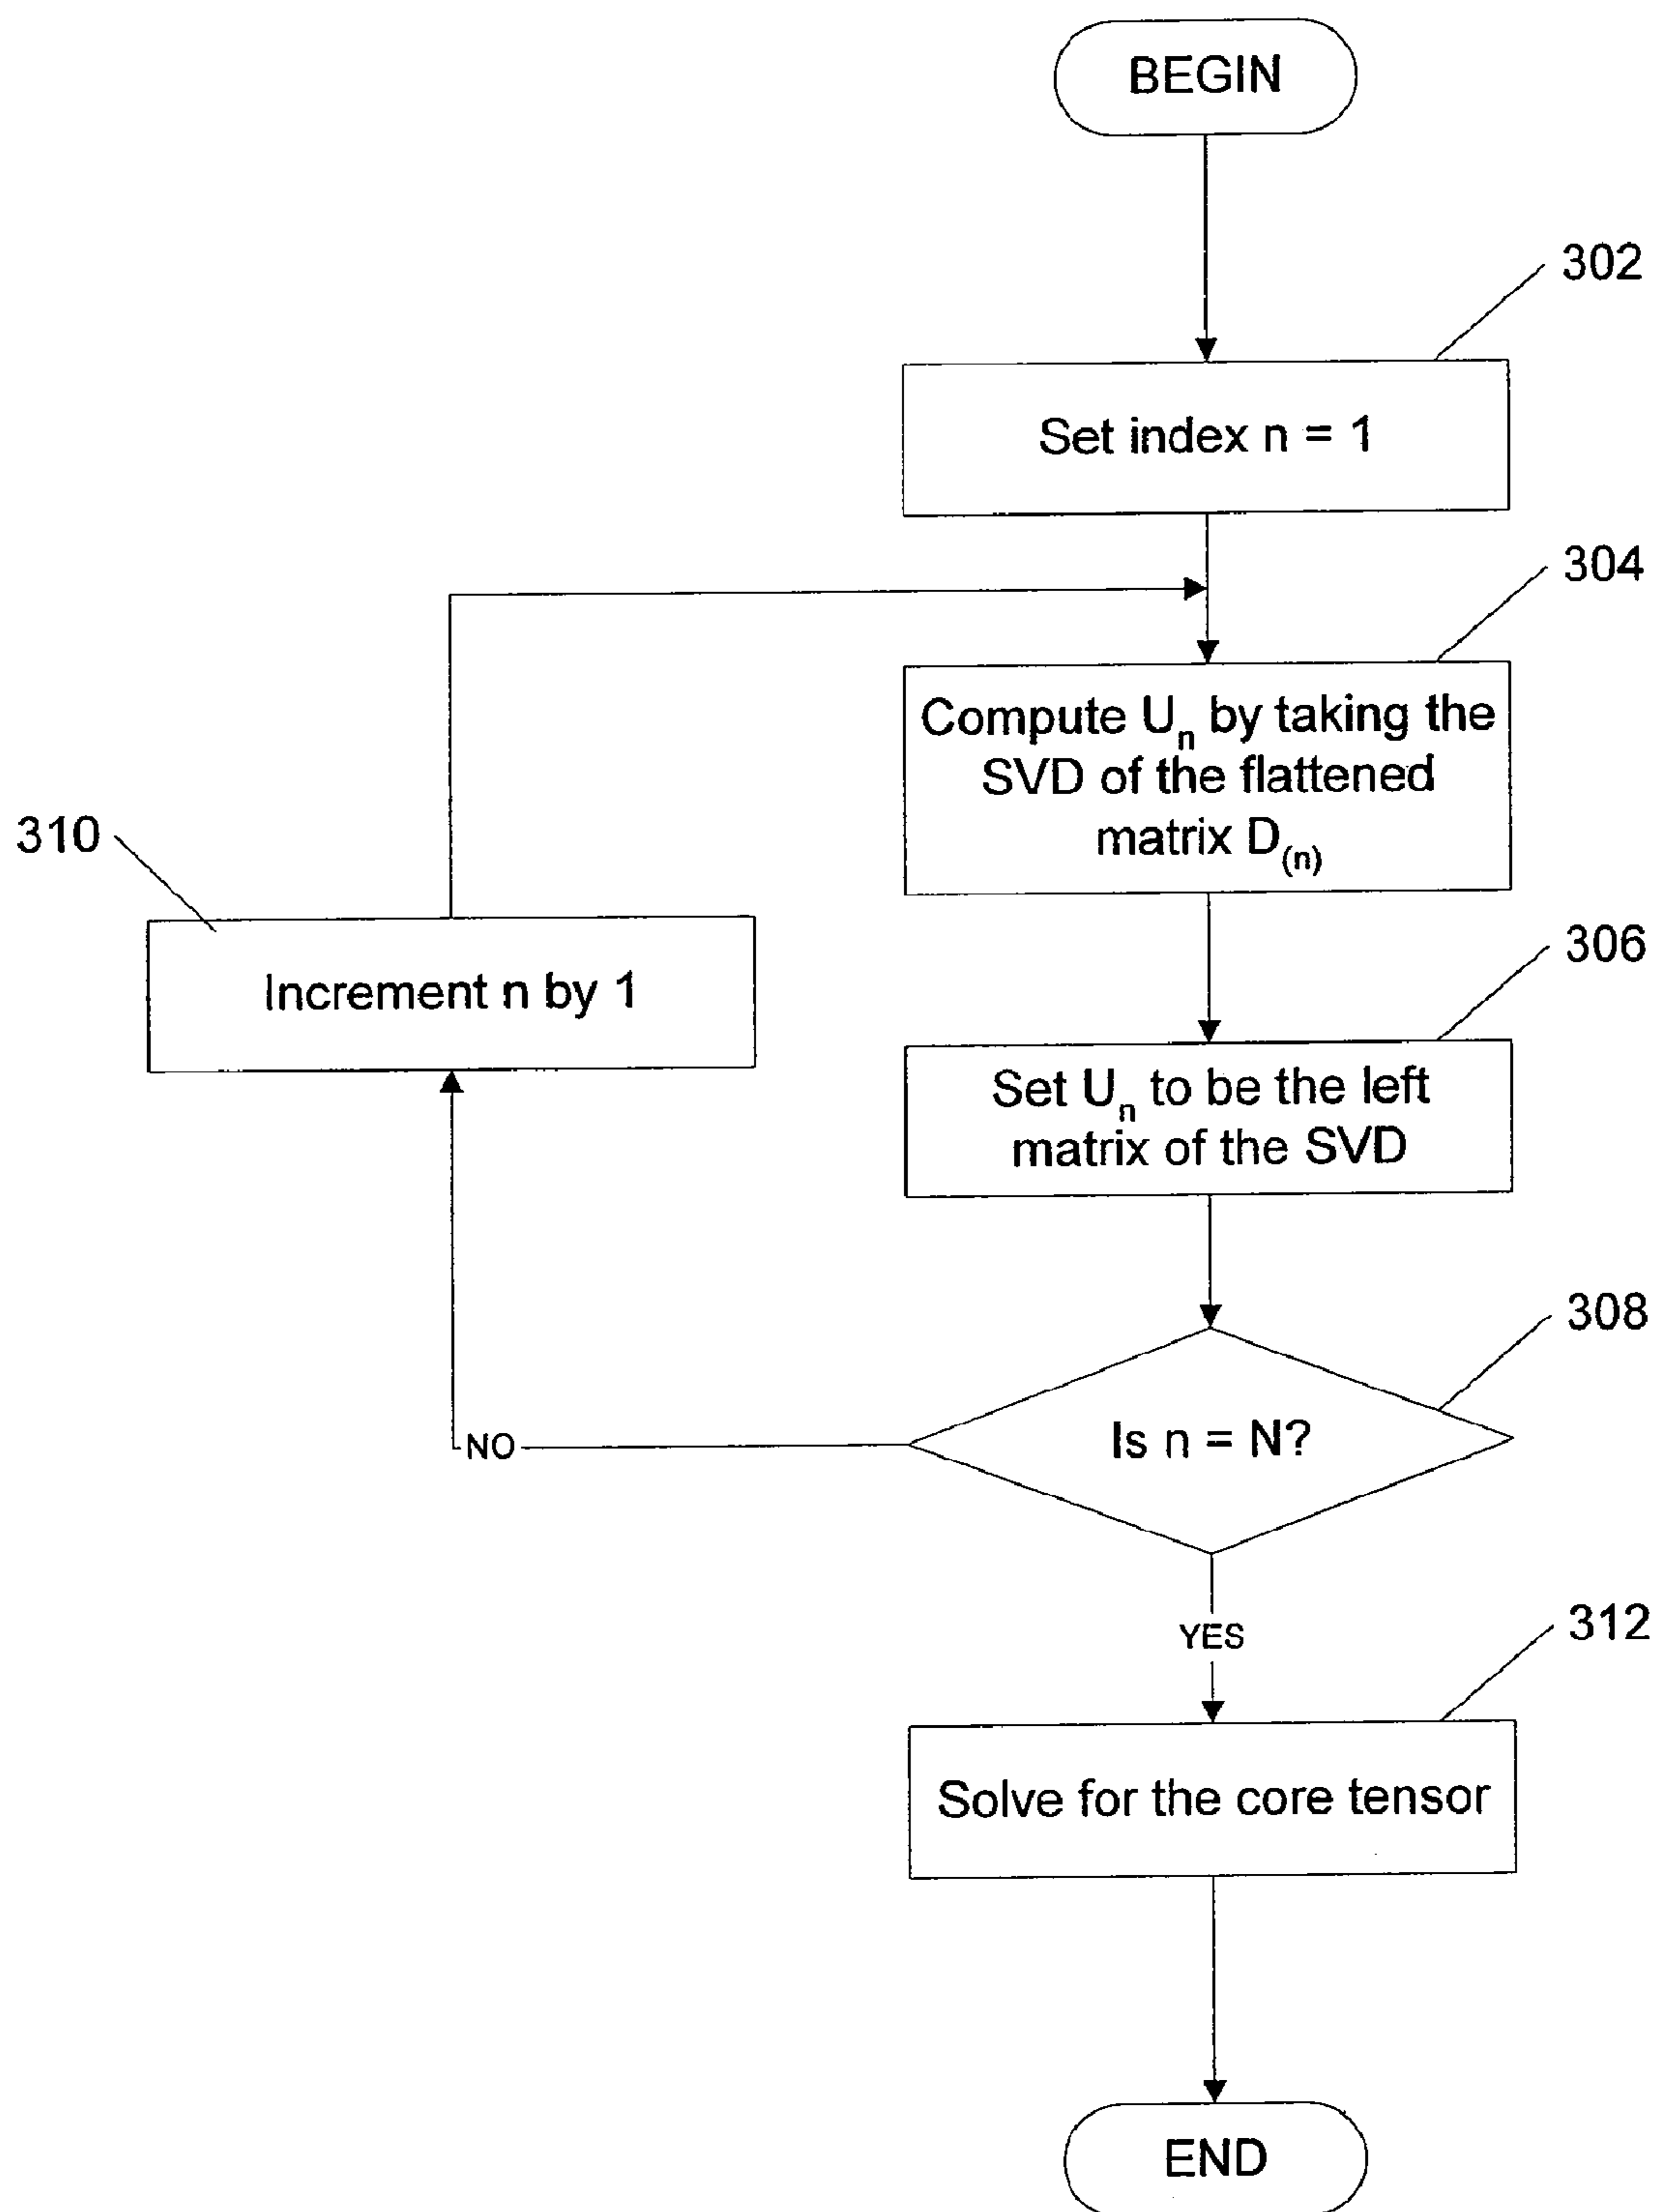 BEGIN
302
Set index n = 1
304
Compute Uₙ by taking the
SVD of the flattened
matrix D₍ₙ₎
310
Increment n by 1
306
Set Uₙ to be the left
matrix of the SVD
308
Is n = N?
NO
YES
312
Solve for the core tensor
END